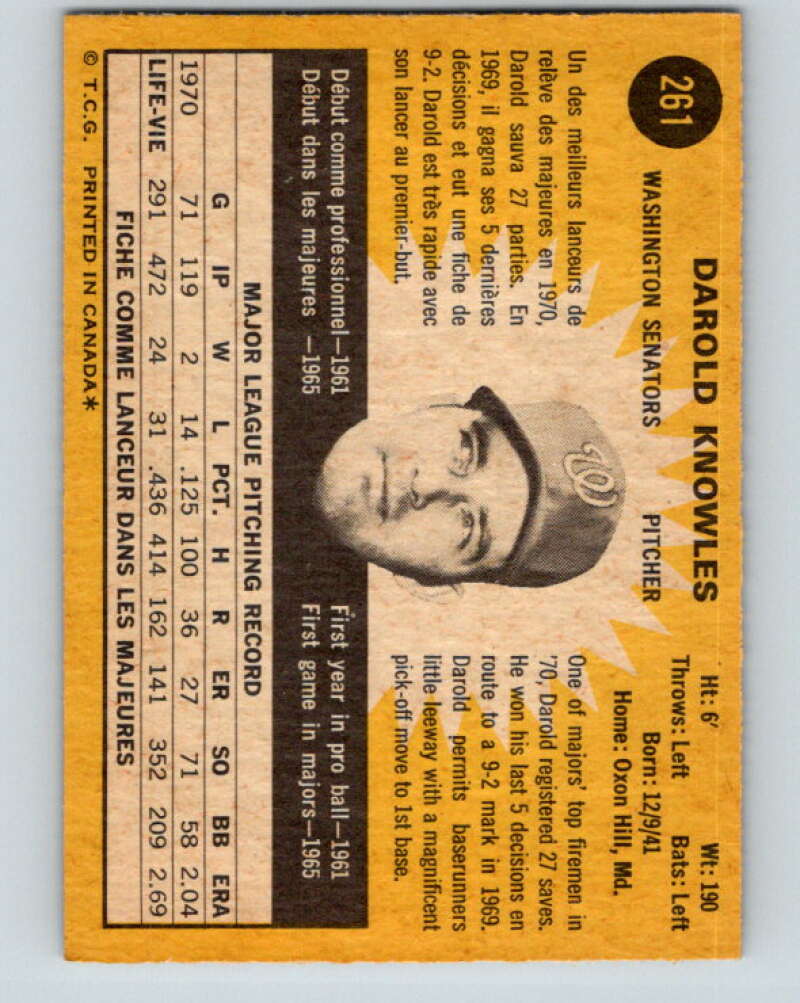 261
DAROLD KNOWLES
WASHINGTON SENATORS PITCHER
Ht: 6' Wt: 190
Throws: Left Bats: Left
Born: 12/9/41
Home: Oxon Hill, Md.
Un des meilleurs lanceurs de
relève des majeures en 1970,
Darold sauva 27 parties. En
1969, il gagna ses 5 dernières
décisions et eut une fiche de
9-2. Darold est très rapide avec
son lancer au premier-but.
W
One of majors' top firemen in
'70, Darold registered 27 saves.
He won his last 5 decisions en
route to a 9-2 mark in 1969.
Darold permits baserunners
little leeway with a magnificent
pick-off move to 1st base.
Début comme professionnel—1961
Début dans les majeures —1965
First year in pro ball—1961
First game in majors—1965
MAJOR LEAGUE PITCHING RECORD
G IP W L PCT. H R ER SO BB ERA
1970 71 119 2 14 .125 100 36 27 71 58 2.04
LIFE-VIE 291 472 24 31 .436 414 162 141 352 209 2.69
FICHE COMME LANCEUR DANS LES MAJEURES
© T.C.G. PRINTED IN CANADA*